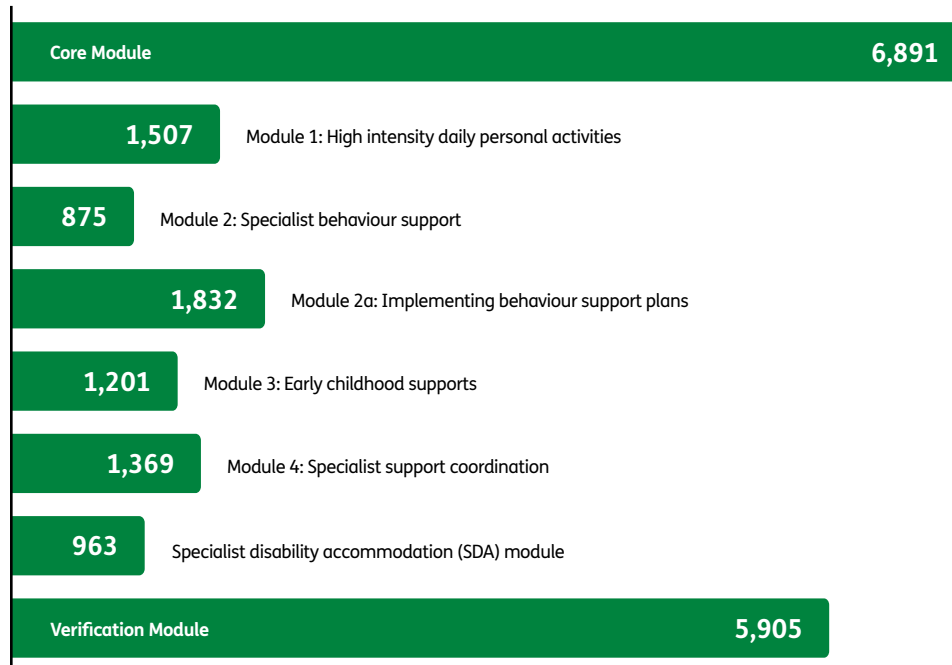 Core Module 6,891
1,507 Module 1: High intensity daily personal activities
875 Module 2: Specialist behaviour support
1,832 Module 2a: Implementing behaviour support plans
1,201 Module 3: Early childhood supports
1,369 Module 4: Specialist support coordination
963 Specialist disability accommodation (SDA) module
Verification Module 5,905